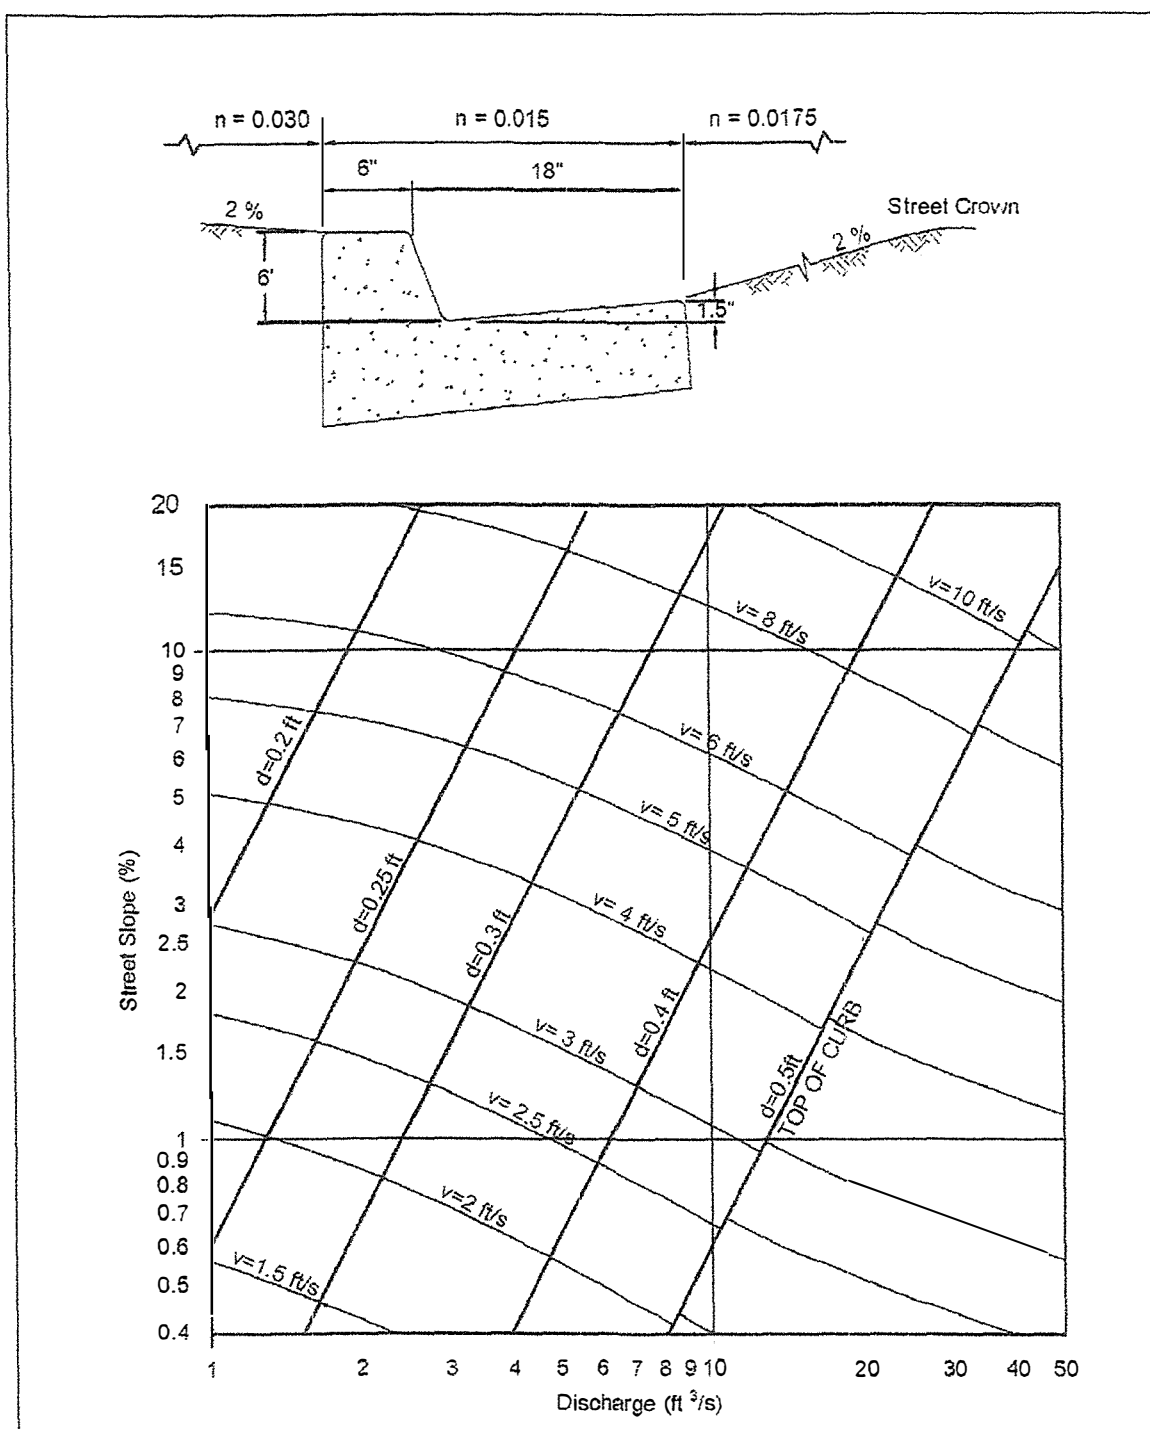 n = 0.030
n = 0.015
n = 0.0175
6"
18"
Street Crown
2 %
2 %
6'
1.5"
20
15
10
9
8
7
6
5
4
3
2.5
2
1.5
1
0.9
0.8
0.7
0.6
0.5
0.4
Street Slope (%)
d=0.2 ft
d=0.25 ft
d=0.3 ft
d=0.4 ft
d=0.5ft
TOP OF CURB
v=10 ft/s
v= 8 ft/s
v= 6 ft/s
v= 5 ft/s
v= 4 ft/s
v= 3 ft/s
v= 2.5 ft/s
v=2 ft/s
v=1.5 ft/s
1 2 3 4 5 6 7 8 9 10 20 30 40 50
Discharge (ft ³/s)